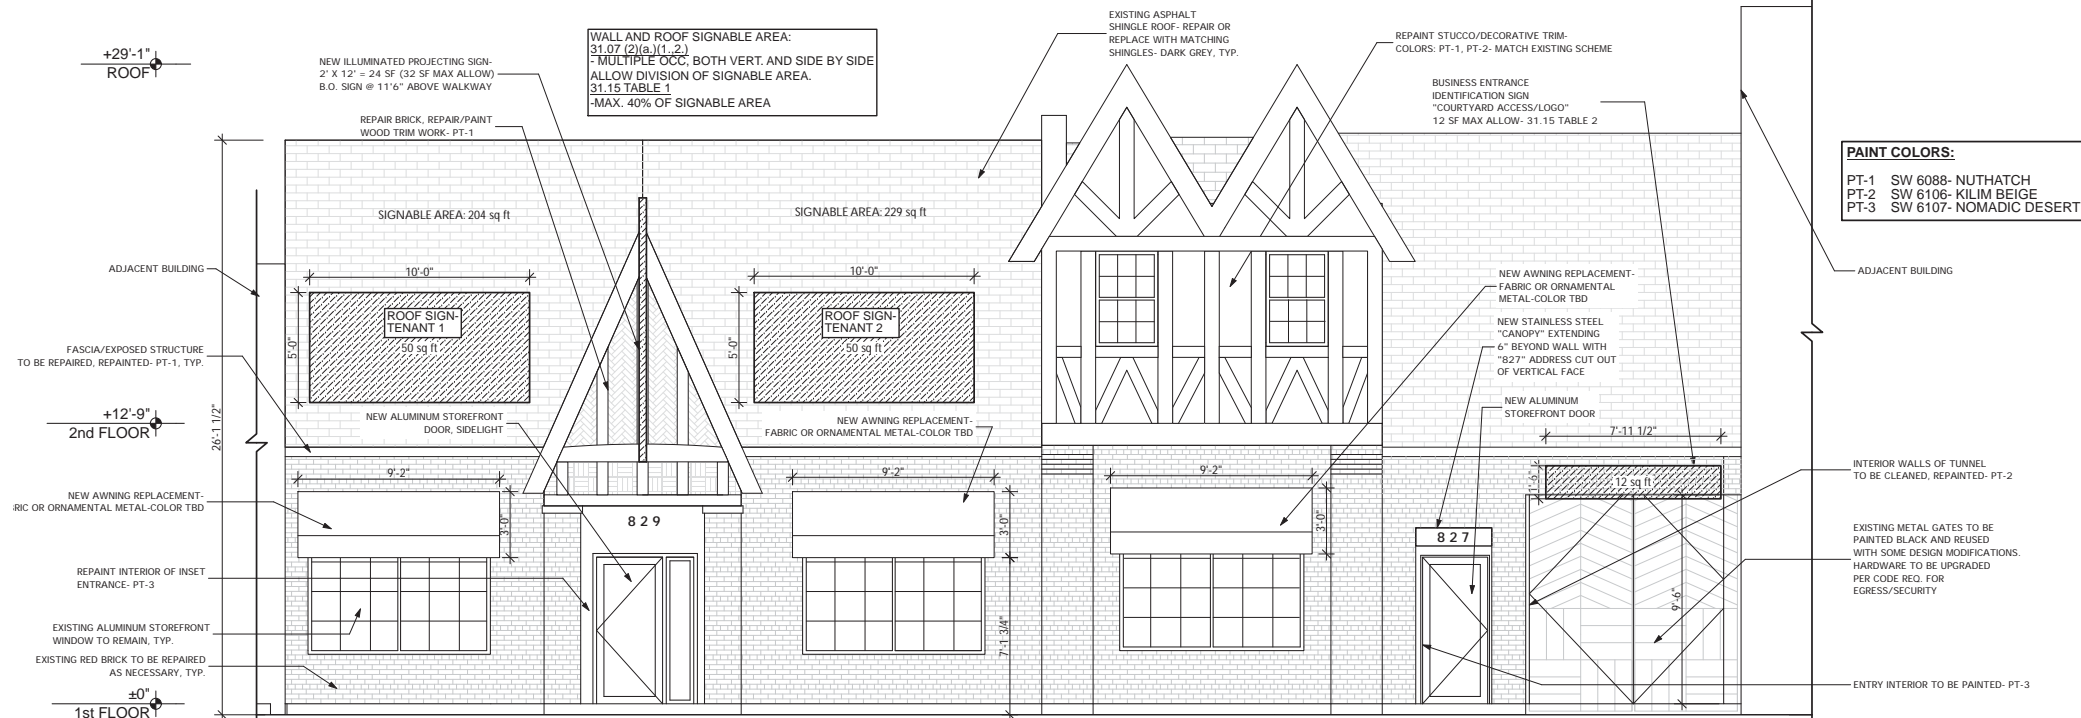 +29'-1"
ROOF
NEW ILLUMINATED PROJECTING SIGN-
2' X 12' = 24 SF (32 SF MAX ALLOW)
B.O. SIGN @ 11'6" ABOVE WALKWAY
REPAIR BRICK, REPAIR/PAINT
WOOD TRIM WORK- PT-1
WALL AND ROOF SIGNABLE AREA:
31.07 (2)(a.)(1.,2.)
- MULTIPLE OCC, BOTH VERT. AND SIDE BY SIDE
ALLOW DIVISION OF SIGNABLE AREA.
31.15 TABLE 1
-MAX. 40% OF SIGNABLE AREA
EXISTING ASPHALT
SHINGLE ROOF- REPAIR OR
REPLACE WITH MATCHING
SHINGLES- DARK GREY, TYP.
REPAINT STUCCO/DECORATIVE TRIM-
COLORS: PT-1, PT-2- MATCH EXISTING SCHEME
BUSINESS ENTRANCE
IDENTIFICATION SIGN
"COURTYARD ACCESS/LOGO"
12 SF MAX ALLOW- 31.15 TABLE 2
PAINT COLORS:
PT-1 SW 6088- NUTHATCH
PT-2 SW 6106- KILIM BEIGE
PT-3 SW 6107- NOMADIC DESERT
SIGNABLE AREA: 204 sq ft
SIGNABLE AREA: 229 sq ft
ADJACENT BUILDING
10'-0"
10'-0"
ADJACENT BUILDING
5'-0"
ROOF SIGN-
TENANT 1
50 sq ft
5'-0"
ROOF SIGN-
TENANT 2
50 sq ft
NEW AWNING REPLACEMENT-
FABRIC OR ORNAMENTAL
METAL-COLOR TBD
NEW STAINLESS STEEL
"CANOPY" EXTENDING
6" BEYOND WALL WITH
"827" ADDRESS CUT OUT
OF VERTICAL FACE
FASCIA/EXPOSED STRUCTURE
TO BE REPAIRED, REPAINTED- PT-1, TYP.
+12'-9"
2nd FLOOR
26'-1 1/2"
NEW ALUMINUM STOREFRONT
DOOR, SIDELIGHT
NEW AWNING REPLACEMENT-
FABRIC OR ORNAMENTAL METAL-COLOR TBD
NEW ALUMINUM
STOREFRONT DOOR
7'-11 1/2"
9'-2"
9'-2"
9'-2"
1'-6"
12 sq ft
INTERIOR WALLS OF TUNNEL
TO BE CLEANED, REPAINTED- PT-2
NEW AWNING REPLACEMENT-
RIC OR ORNAMENTAL METAL-COLOR TBD
3'-0"
829
3'-0"
3'-0"
827
EXISTING METAL GATES TO BE
PAINTED BLACK AND REUSED
WITH SOME DESIGN MODIFICATIONS.
HARDWARE TO BE UPGRADED
PER CODE REQ. FOR
EGRESS/SECURITY
REPAINT INTERIOR OF INSET
ENTRANCE- PT-3
9'-6"
EXISTING ALUMINUM STOREFRONT
WINDOW TO REMAIN, TYP.
7'-1 3/4"
EXISTING RED BRICK TO BE REPAIRED
AS NECESSARY, TYP.
ENTRY INTERIOR TO BE PAINTED- PT-3
±0"
1st FLOOR